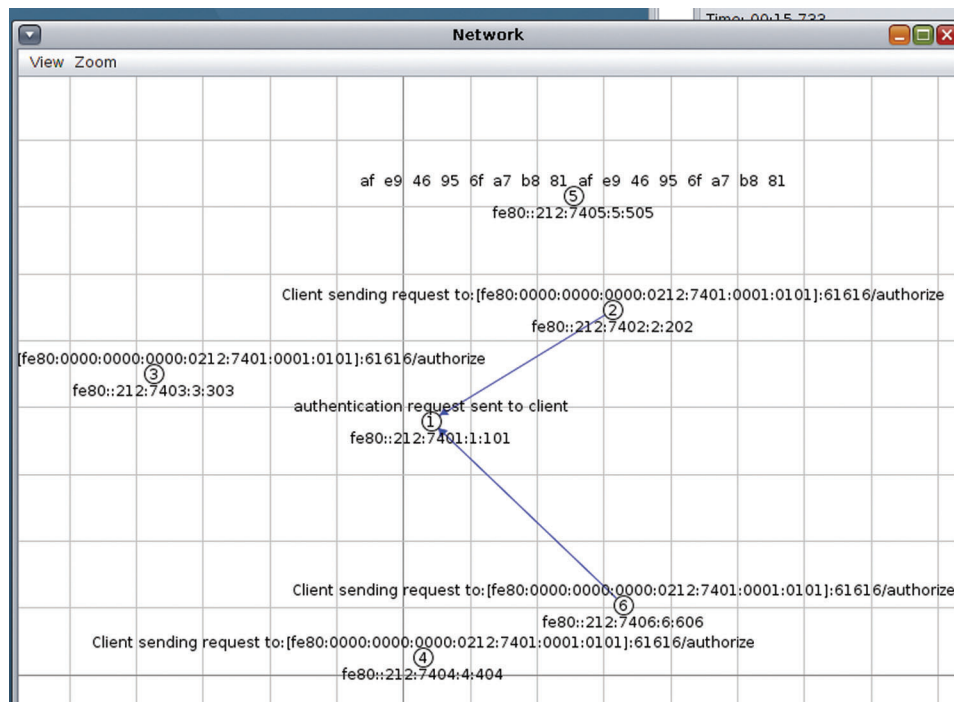 Time: 00:15.733
Network
View Zoom
af e9 46 95 6f a7 b8 81 af e9 46 95 6f a7 b8 81
5
fe80::212:7405:5:505
Client sending request to:[fe80:0000:0000:0000:0212:7401:0001:0101]:61616/authorize
2
fe80::212:7402:2:202
[fe80:0000:0000:0000:0212:7401:0001:0101]:61616/authorize
3
fe80::212:7403:3:303
authentication request sent to client
1
fe80::212:7401:1:101
Client sending request to:[fe80:0000:0000:0000:0212:7401:0001:0101]:61616/authorize
6
fe80::212:7406:6:606
Client sending request to:[fe80:0000:0000:0000:0212:7401:0001:0101]:61616/authorize
4
fe80::212:7404:4:404